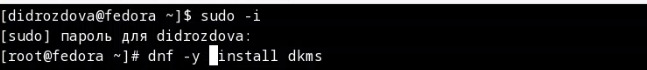 [didrozdova@fedora ~]$ sudo -i
[sudo] пароль для didrozdova:
[root@fedora ~]# dnf -y install dkms